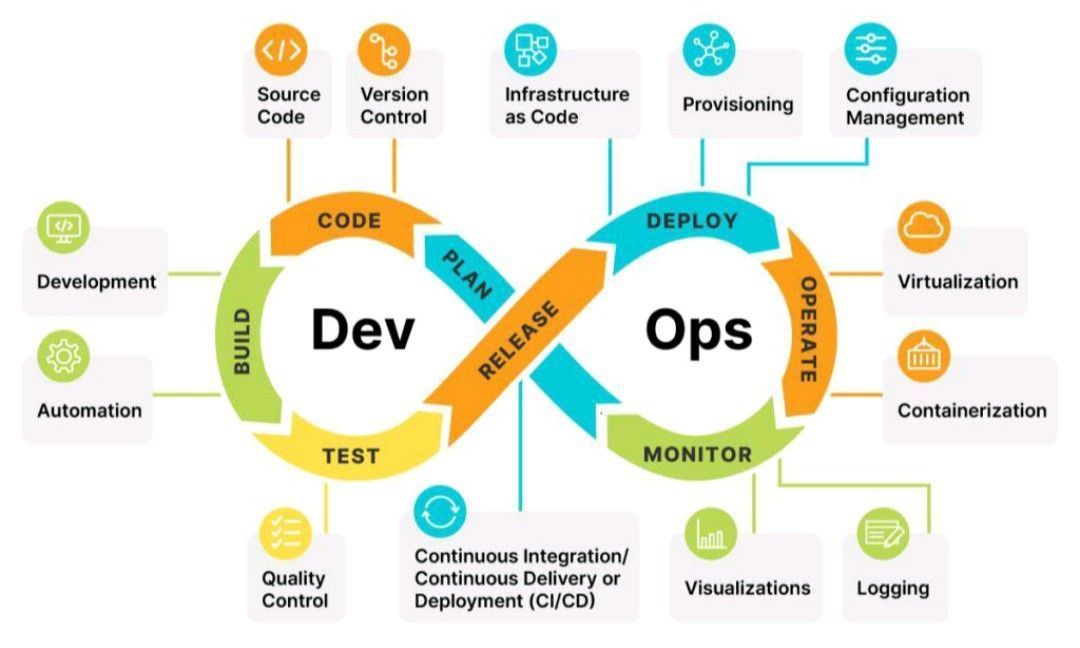 Source
Code
Version
Control
Infrastructure
as Code
Provisioning
Configuration
Management
CODE
DEPLOY
PLAN
Development
Virtualization
BUILD
Dev
RELEASE
Ops
OPERATE
Automation
Containerization
TEST
MONITOR
Quality
Control
Continuous Integration/
Continuous Delivery or
Deployment (CI/CD)
Visualizations
Logging